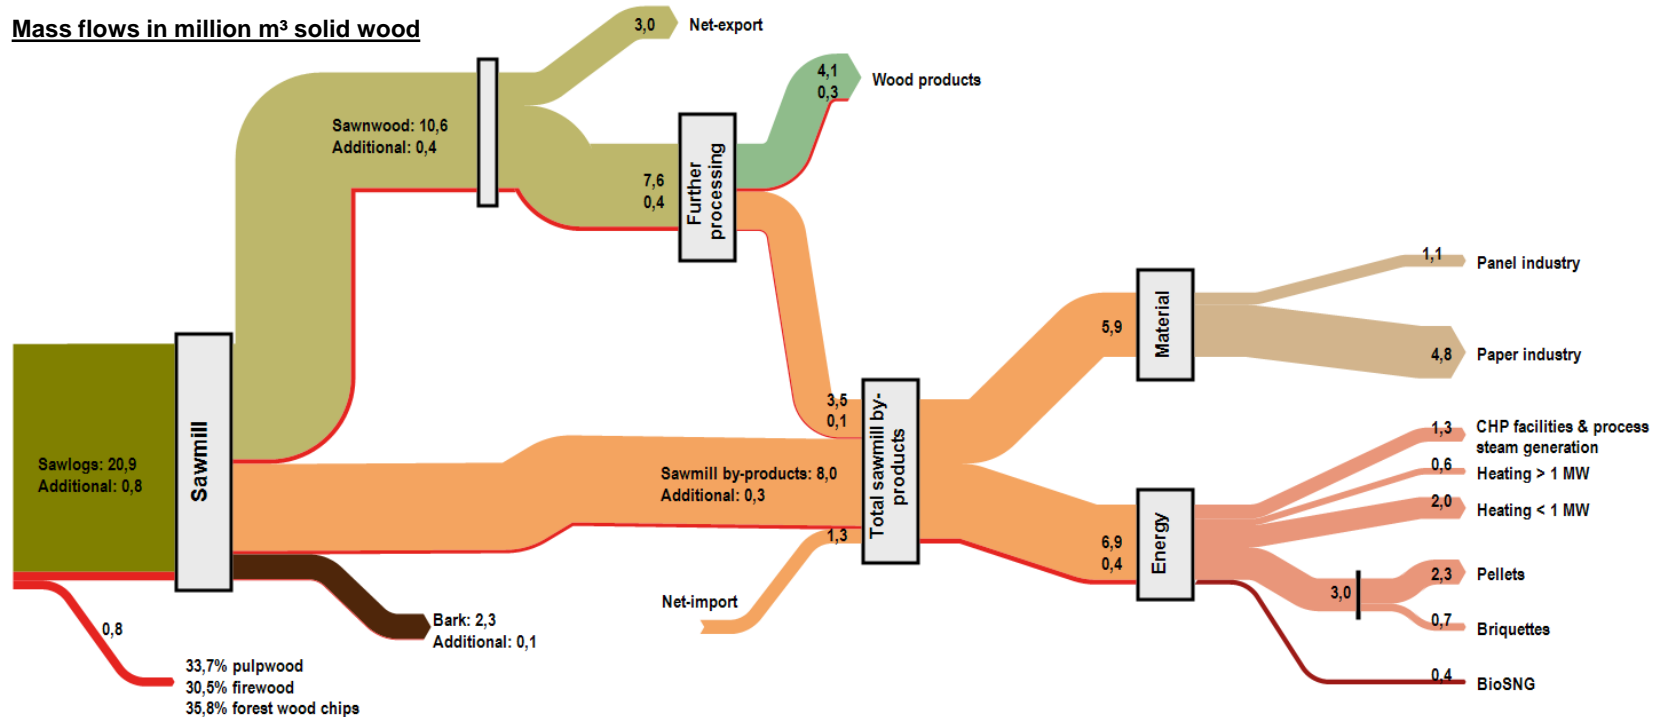 Mass flows in million m³ solid wood
3,0
Net-export
4,1
0,3
Wood products
Sawnwood: 10,6
Additional: 0,4
7,6
0,4
Further
processing
Sawlogs: 20,9
Additional: 0,8
Sawmill
3,5
0,1
Sawmill by-products: 8,0
Additional: 0,3
1,3
Net-import
Total sawmill by-
products
Bark: 2,3
Additional: 0,1
0,8
33,7% pulpwood
30,5% firewood
35,8% forest wood chips
5,9
Material
1,1
Panel industry
4,8
Paper industry
6,9
0,4
Energy
1,3
CHP facilities & process
steam generation
0,6
Heating > 1 MW
2,0
Heating < 1 MW
3,0
2,3
Pellets
0,7
Briquettes
0,4
BioSNG